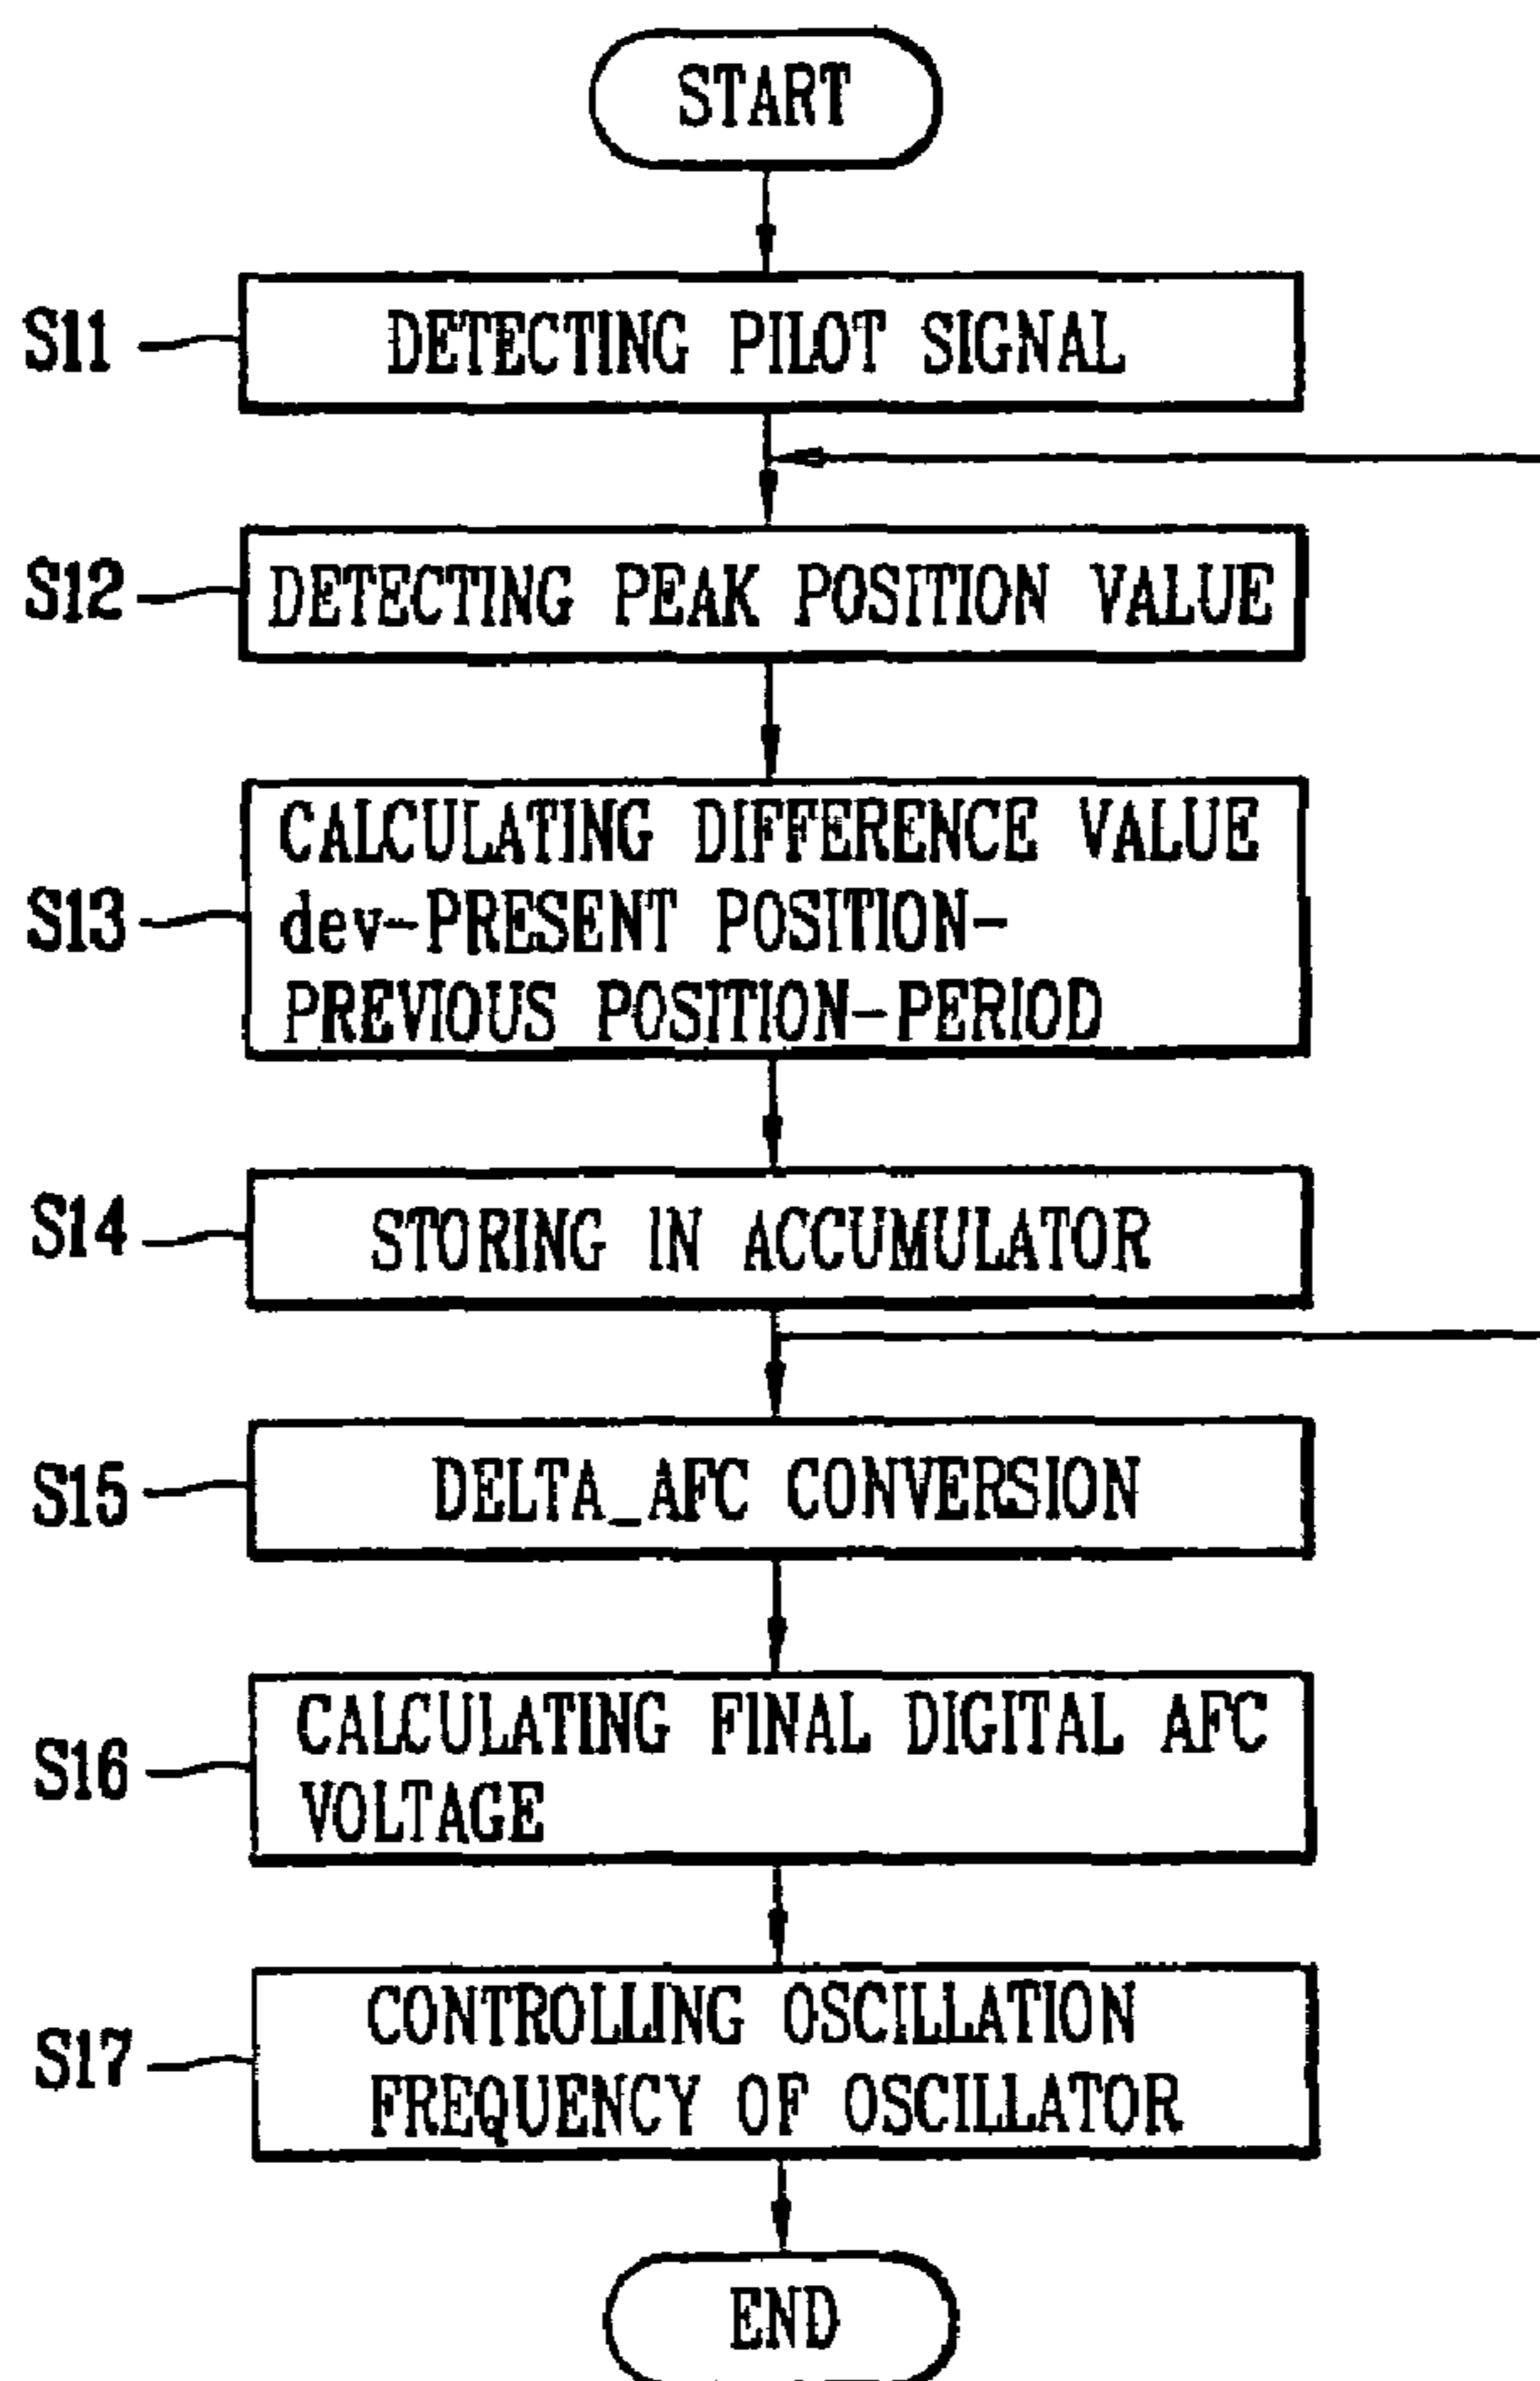 START
S11
DETECTING PILOT SIGNAL
S12
DETECTING PEAK POSITION VALUE
S13
CALCULATING DIFFERENCE VALUE
dev-PRESENT POSITION-
PREVIOUS POSITION-PERIOD
S14
STORING IN ACCUMULATOR
S15
DELTA_AFC CONVERSION
S16
CALCULATING FINAL DIGITAL AFC
VOLTAGE
S17
CONTROLLING OSCILLATION
FREQUENCY OF OSCILLATOR
END